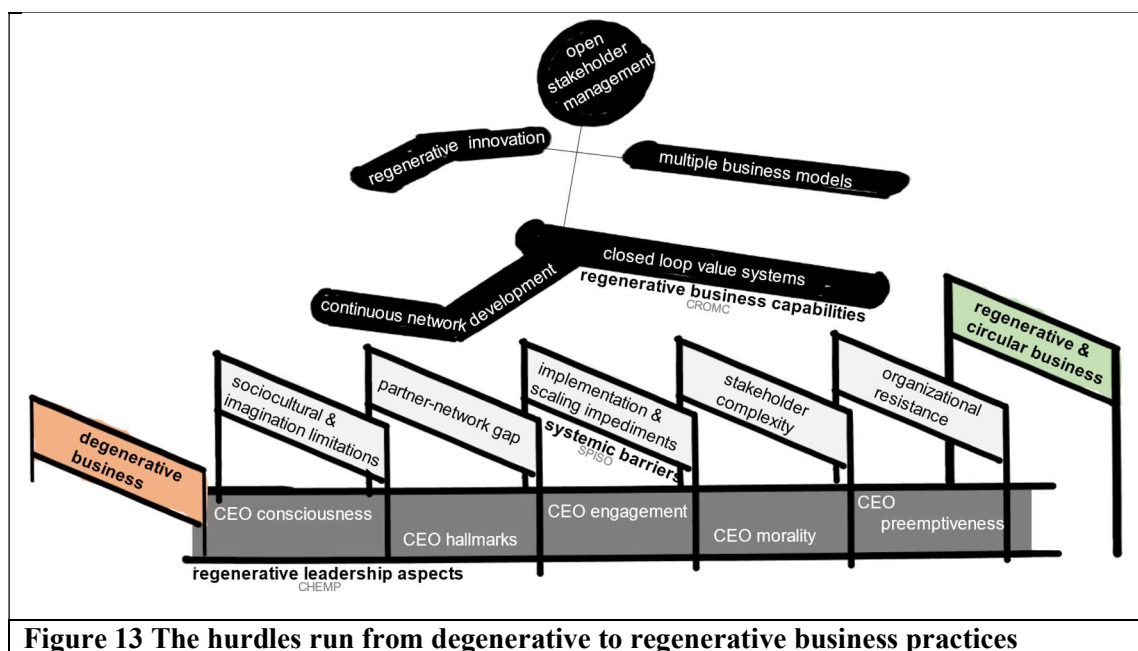 open
stakeholder
management
regenerative innovation
multiple business models
closed loop value systems
continuous network development
regenerative business capabilities
CROMC
regenerative &
circular business
sociocultural &
imagination limitations
partner-network gap
implementation &
scaling impediments
stakeholder
complexity
organizational
resistance
systemic barriers
SPISO
degenerative
business
CEO consciousness
CEO hallmarks
CEO engagement
CEO morality
CEO
preemptiveness
regenerative leadership aspects
CHEMP
Figure 13 The hurdles run from degenerative to regenerative business practices